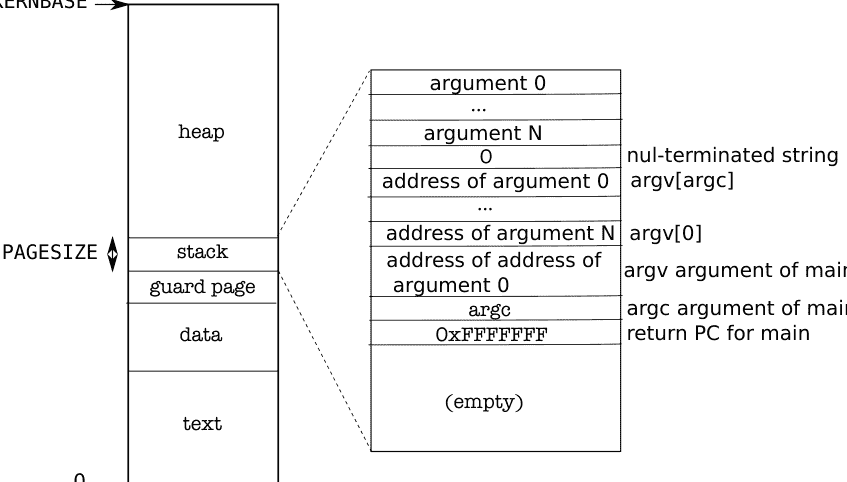 KERNBASE
heap
PAGESIZE
stack
guard page
data
text
0
argument 0
...
argument N
0
nul-terminated string
address of argument 0
argv[argc]
...
address of argument N
argv[0]
address of address of
argument 0
argv argument of main
argc
argc argument of main
0xFFFFFFF
return PC for main
(empty)